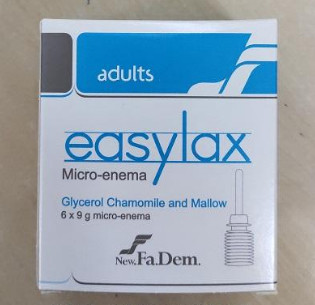 adults
easylax
Micro-enema
Glycerol Chamomile and Mallow
6 x 9 g micro-enema
New.Fa.Dem.